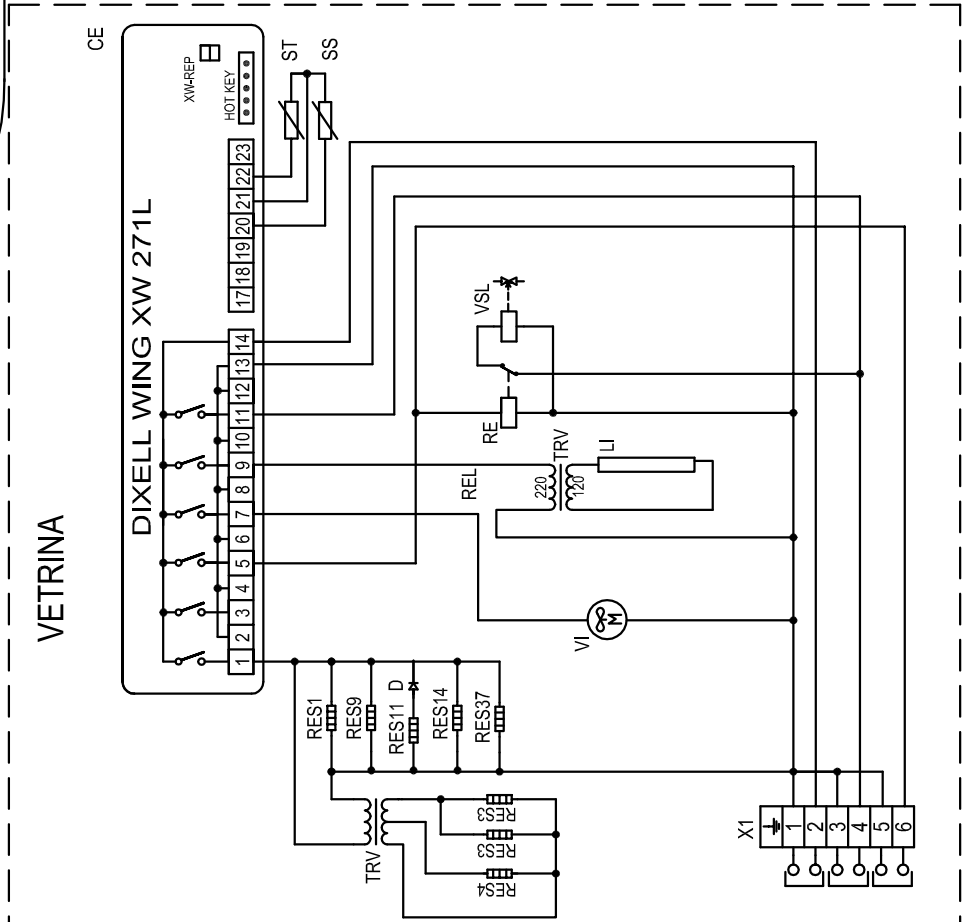 VETRINA
CE
DIXELL WING XW 271L
XW-REP
HOT KEY
1 2 3 4 5 6 7 8 9 10 11 12 13 14
17 18 19 20 21 22 23
ST
SS
VSL
RE
TRV
220
120
LI
REL
VI
M
RES1
RES9
RES11
D
RES14
RES37
TRV
RES3
RES3
RES4
X1
1
2
3
4
5
6